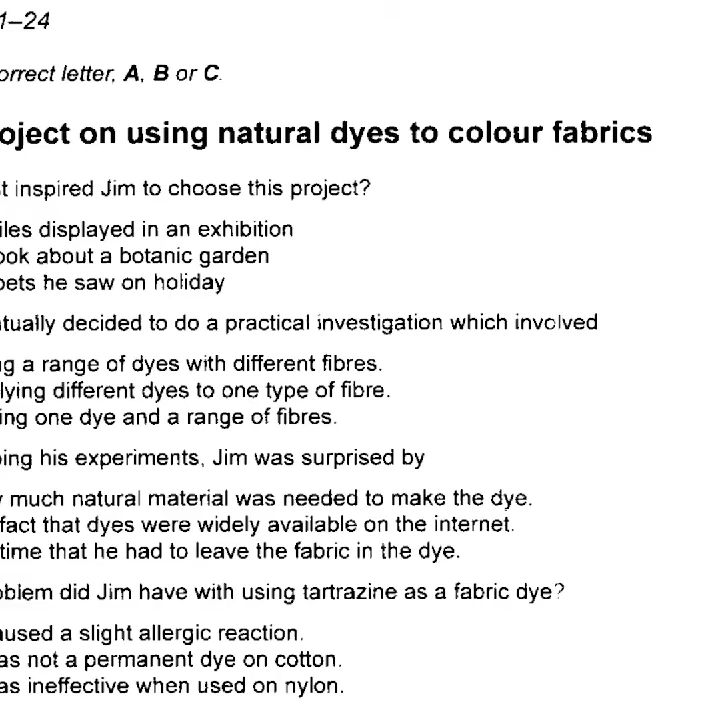 1–24
orrect letter, A, B or C.
oject on using natural dyes to colour fabrics
t inspired Jim to choose this project?
iles displayed in an exhibition
ook about a botanic garden
pets he saw on holiday
tually decided to do a practical investigation which involved
g a range of dyes with different fibres.
lying different dyes to one type of fibre.
ing one dye and a range of fibres.
oing his experiments, Jim was surprised by
w much natural material was needed to make the dye.
fact that dyes were widely available on the internet.
time that he had to leave the fabric in the dye.
oblem did Jim have with using tartrazine as a fabric dye?
aused a slight allergic reaction.
as not a permanent dye on cotton.
as ineffective when used on nylon.